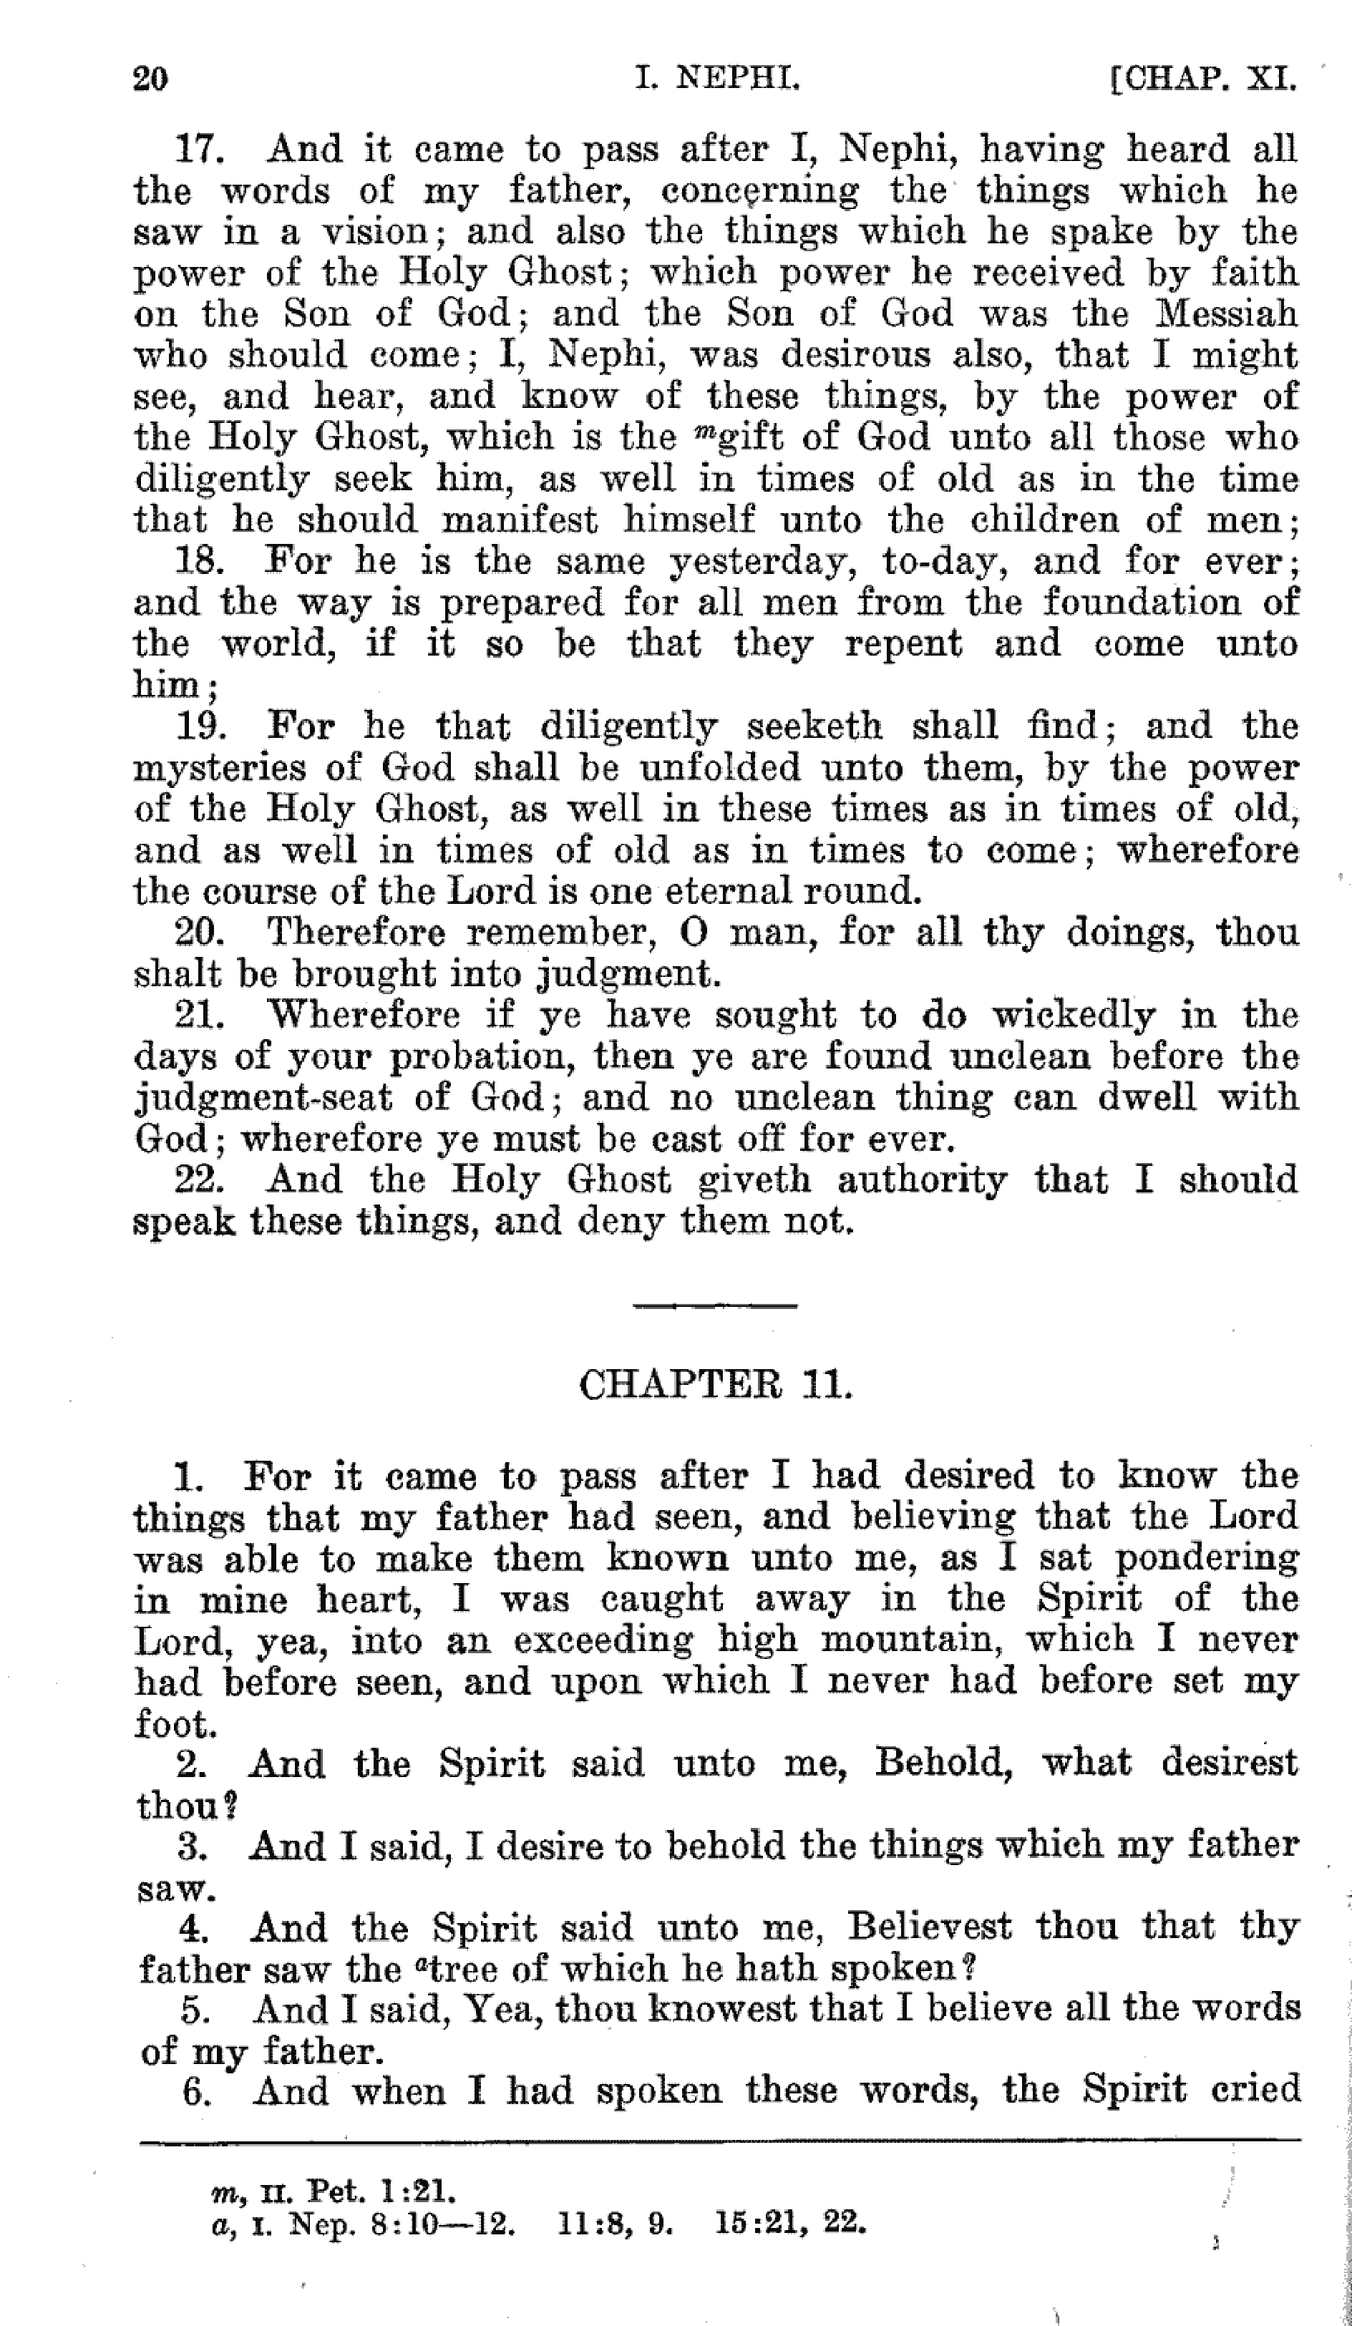 20 I. NEPHI. [CHAP. XI.
17. And it came to pass after I, Nephi, having heard all
the words of my father, concerning the things which he
saw in a vision; and also the things which he spake by the
power of the Holy Ghost; which power he received by faith
on the Son of God; and the Son of God was the Messiah
who should come; I, Nephi, was desirous also, that I might
see, and hear, and know of these things, by the power of
the Holy Ghost, which is the ᵐgift of God unto all those who
diligently seek him, as well in times of old as in the time
that he should manifest himself unto the children of men;
18. For he is the same yesterday, to-day, and for ever;
and the way is prepared for all men from the foundation of
the world, if it so be that they repent and come unto
him;
19. For he that diligently seeketh shall find; and the
mysteries of God shall be unfolded unto them, by the power
of the Holy Ghost, as well in these times as in times of old,
and as well in times of old as in times to come; wherefore
the course of the Lord is one eternal round.
20. Therefore remember, O man, for all thy doings, thou
shalt be brought into judgment.
21. Wherefore if ye have sought to do wickedly in the
days of your probation, then ye are found unclean before the
judgment-seat of God; and no unclean thing can dwell with
God; wherefore ye must be cast off for ever.
22. And the Holy Ghost giveth authority that I should
speak these things, and deny them not.
CHAPTER 11.
1. For it came to pass after I had desired to know the
things that my father had seen, and believing that the Lord
was able to make them known unto me, as I sat pondering
in mine heart, I was caught away in the Spirit of the
Lord, yea, into an exceeding high mountain, which I never
had before seen, and upon which I never had before set my
foot.
2. And the Spirit said unto me, Behold, what desirest
thou?
3. And I said, I desire to behold the things which my father
saw.
4. And the Spirit said unto me, Believest thou that thy
father saw the ᵃtree of which he hath spoken?
5. And I said, Yea, thou knowest that I believe all the words
of my father.
6. And when I had spoken these words, the Spirit cried
m, II. Pet. 1:21.
a, I. Nep. 8:10—12. 11:8, 9. 15:21, 22.